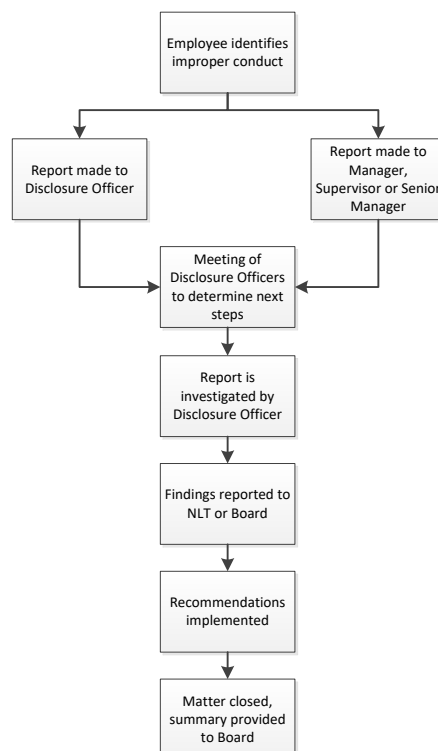 Employee identifies
improper conduct
Report made to
Disclosure Officer
Report made to
Manager,
Supervisor or Senior
Manager
Meeting of
Disclosure Officers
to determine next
steps
Report is
investigated by
Disclosure Officer
Findings reported to
NLT or Board
Recommendations
implemented
Matter closed,
summary provided
to Board